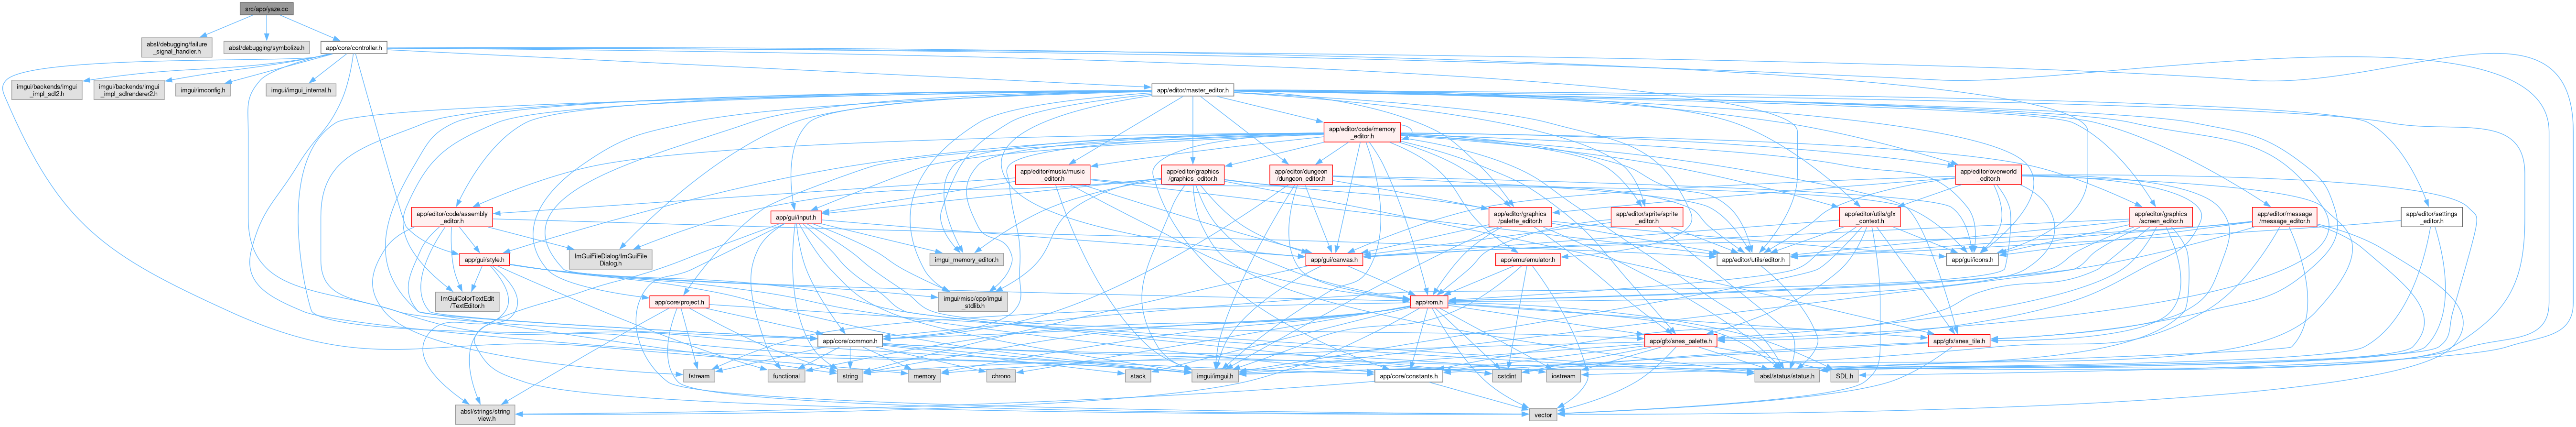 src/app/yaze.cc
absl/debugging/failure
_signal_handler.h
absl/debugging/symbolize.h
app/core/controller.h
imgui/backends/imgui
_impl_sdl2.h
imgui/backends/imgui
_impl_sdlrenderer2.h
imgui/imconfig.h
imgui/imgui_internal.h
app/editor/master_editor.h
app/editor/code/memory
_editor.h
app/editor/music/music
_editor.h
app/editor/graphics
/graphics_editor.h
app/editor/dungeon
/dungeon_editor.h
app/editor/overworld
_editor.h
app/editor/code/assembly
_editor.h
app/gui/input.h
app/editor/graphics
/palette_editor.h
app/editor/sprite/sprite
_editor.h
app/editor/utils/gfx
_context.h
app/editor/graphics
/screen_editor.h
app/editor/message
/message_editor.h
app/editor/settings
_editor.h
app/gui/style.h
ImGuiFileDialog/ImGuiFile
Dialog.h
imgui_memory_editor.h
app/gui/canvas.h
app/emu/emulator.h
app/editor/utils/editor.h
app/gui/icons.h
ImGuiColorTextEdit
/TextEditor.h
app/core/project.h
imgui/misc/cpp/imgui
_stdlib.h
app/rom.h
app/core/common.h
app/gfx/snes_palette.h
app/gfx/snes_tile.h
fstream
functional
string
memory
chrono
stack
imgui/imgui.h
app/core/constants.h
cstdint
iostream
absl/status/status.h
SDL.h
absl/strings/string
_view.h
vector